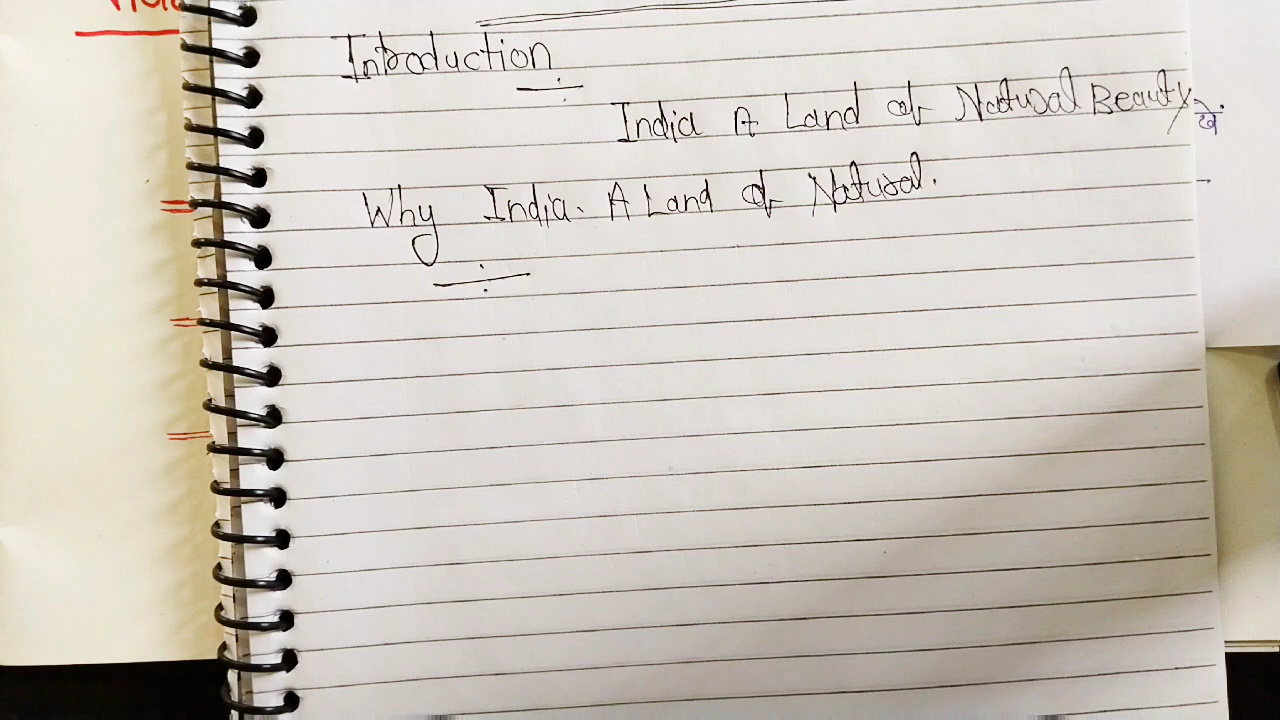 Introduction
India A Land of Natural Beauty
Why India. A Land of Natural.